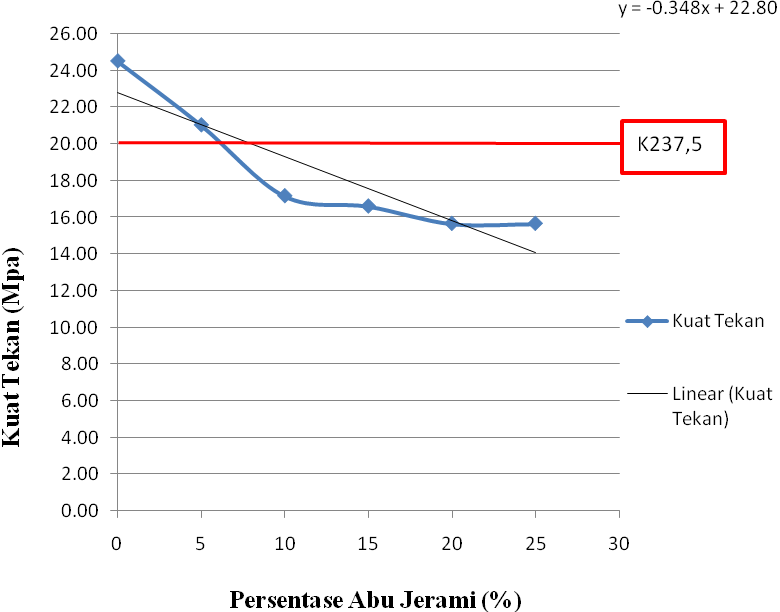 y = -0.348x + 22.80
26.00
24.00
22.00
20.00
18.00
16.00
14.00
12.00
10.00
8.00
6.00
4.00
2.00
0.00
Kuat Tekan (Mpa)
K237,5
Kuat Tekan
Linear (Kuat
Tekan)
0 5 10 15 20 25 30
Persentase Abu Jerami (%)